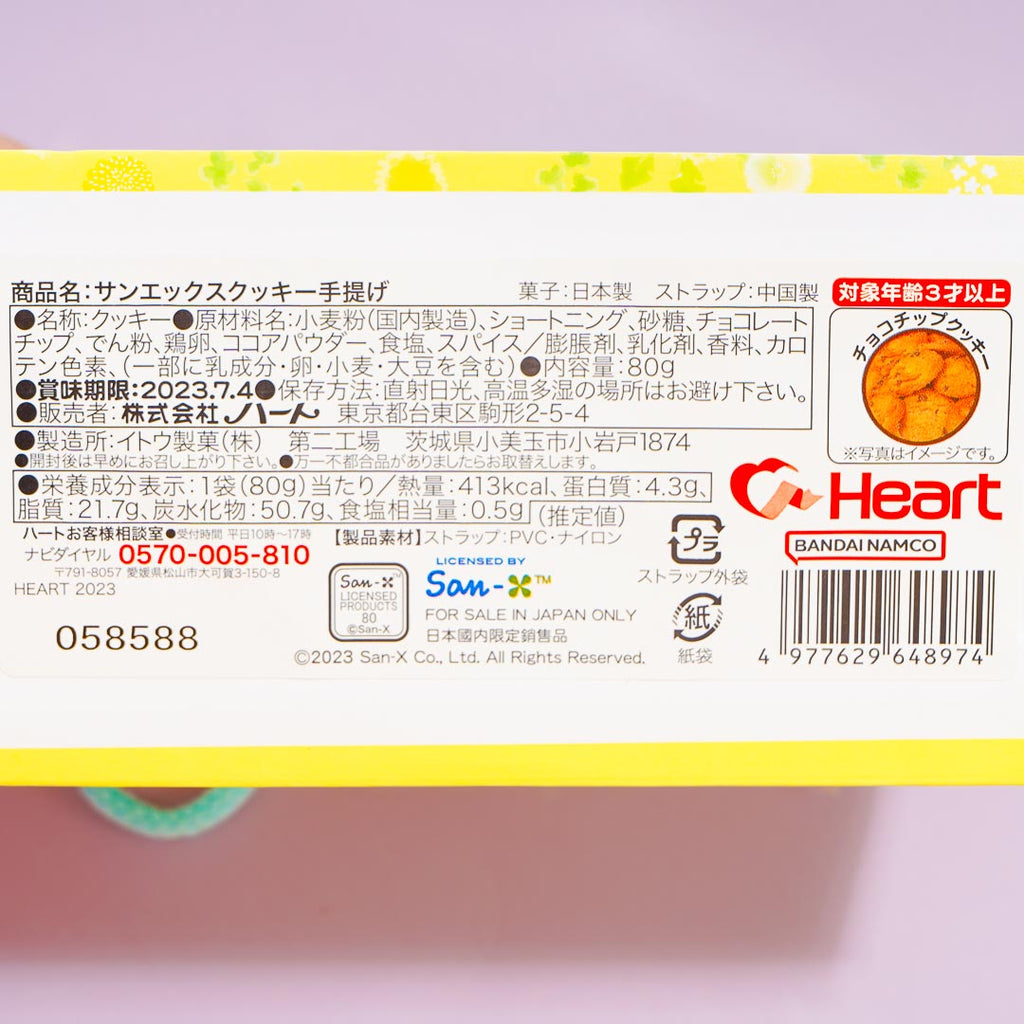 商品名:サンエックスクッキー手提げ 菓子:日本製 ストラップ:中国製
対象年齢3才以上
●名称:クッキー●原材料名:小麦粉(国内製造)、ショートニング、砂糖、チョコレート
チップ、でん粉、鶏卵、ココアパウダー、食塩、スパイス/膨脹剤、乳化剤、香料、カロ
テン色素、(一部に乳成分・卵・小麦・大豆を含む)●内容量:80g
●賞味期限:2023.7.4●保存方法:直射日光、高温多湿の場所はお避け下さい。
●販売者:株式会社ハート 東京都台東区駒形2-5-4
チョコチップクッキー
※写真はイメージです。
●製造所:イトウ製菓(株) 第二工場 茨城県小美玉市小岩戸1874
●開封後は早めにお召し上がり下さい。●万一不都合品がありましたらお取替えします。
●栄養成分表示:1袋(80g)当たり/熱量:413kcal、蛋白質:4.3g、
脂質:21.7g、炭水化物:50.7g、食塩相当量:0.5g(推定値)
Heart
BANDAI NAMCO
ハートお客様相談室●受付時間 平日10時〜17時
ナビダイヤル 0570-005-810
〒791-8057 愛媛県松山市大可賀3-150-8
HEART 2023
058588
【製品素材】ストラップ:PVC・ナイロン
San-X™
LICENSED
PRODUCTS
80
©San-X
LICENSED BY
San-X™
FOR SALE IN JAPAN ONLY
日本國内限定銷售品
©2023 San-X Co., Ltd. All Rights Reserved.
プラ
ストラップ外袋
紙
紙袋
4 977629 648974